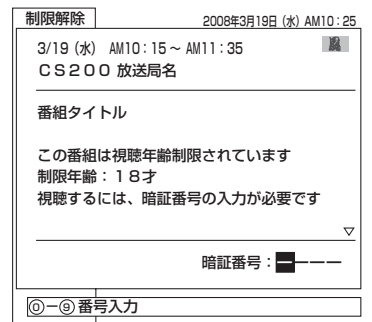 制限解除
2008年3月19日(水) AM10:25
3/19(水) AM10:15~AM11:35
CS200 放送局名
番組タイトル
この番組は視聴年齢制限されています
制限年齢:18才
視聴するには、暗証番号の入力が必要です
▽
暗証番号:----
⓪-⑨番号入力